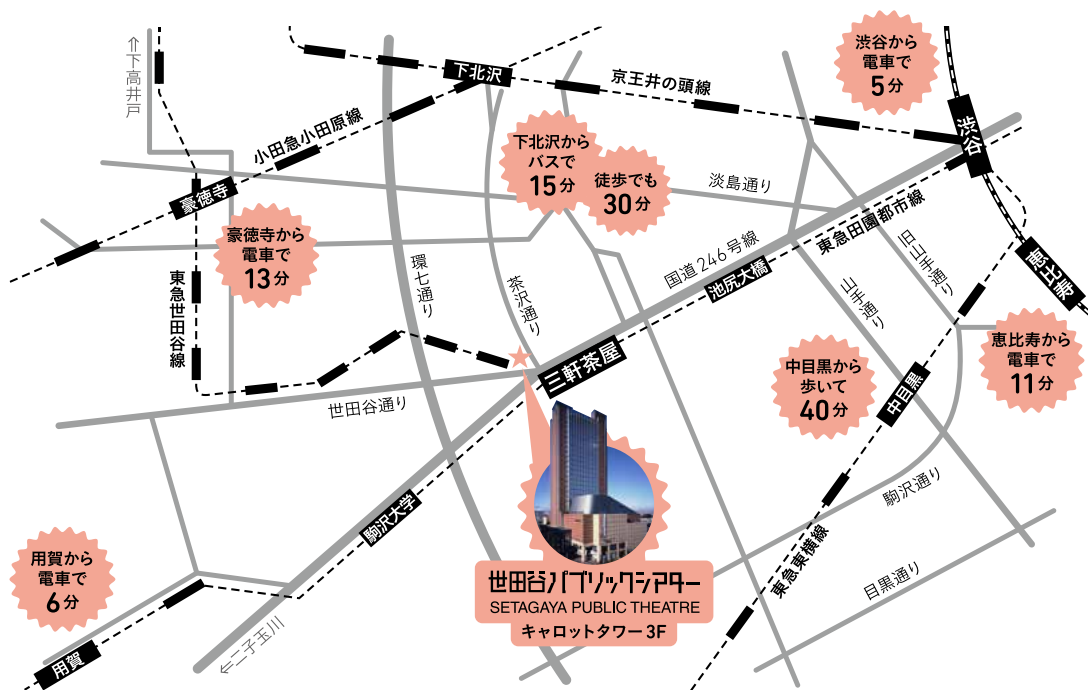 ⇑下高井戸
下北沢
京王井の頭線
渋谷から
電車で
5分
渋谷
小田急小田原線
下北沢から
バスで
15分
徒歩でも
30分
淡島通り
豪徳寺
豪徳寺から
電車で
13分
東急世田谷線
環七通り
茶沢通り
国道246号線
池尻大橋
東急田園都市線
旧山手通り
山手通り
恵比寿
恵比寿から
電車で
11分
三軒茶屋
世田谷通り
中目黒から
歩いて
40分
中目黒
駒沢大学
駒沢通り
東急東横線
目黒通り
用賀から
電車で
6分
用賀
⇐二子玉川
世田谷パブリックシアター
SETAGAYA PUBLIC THEATRE
キャロットタワー3F